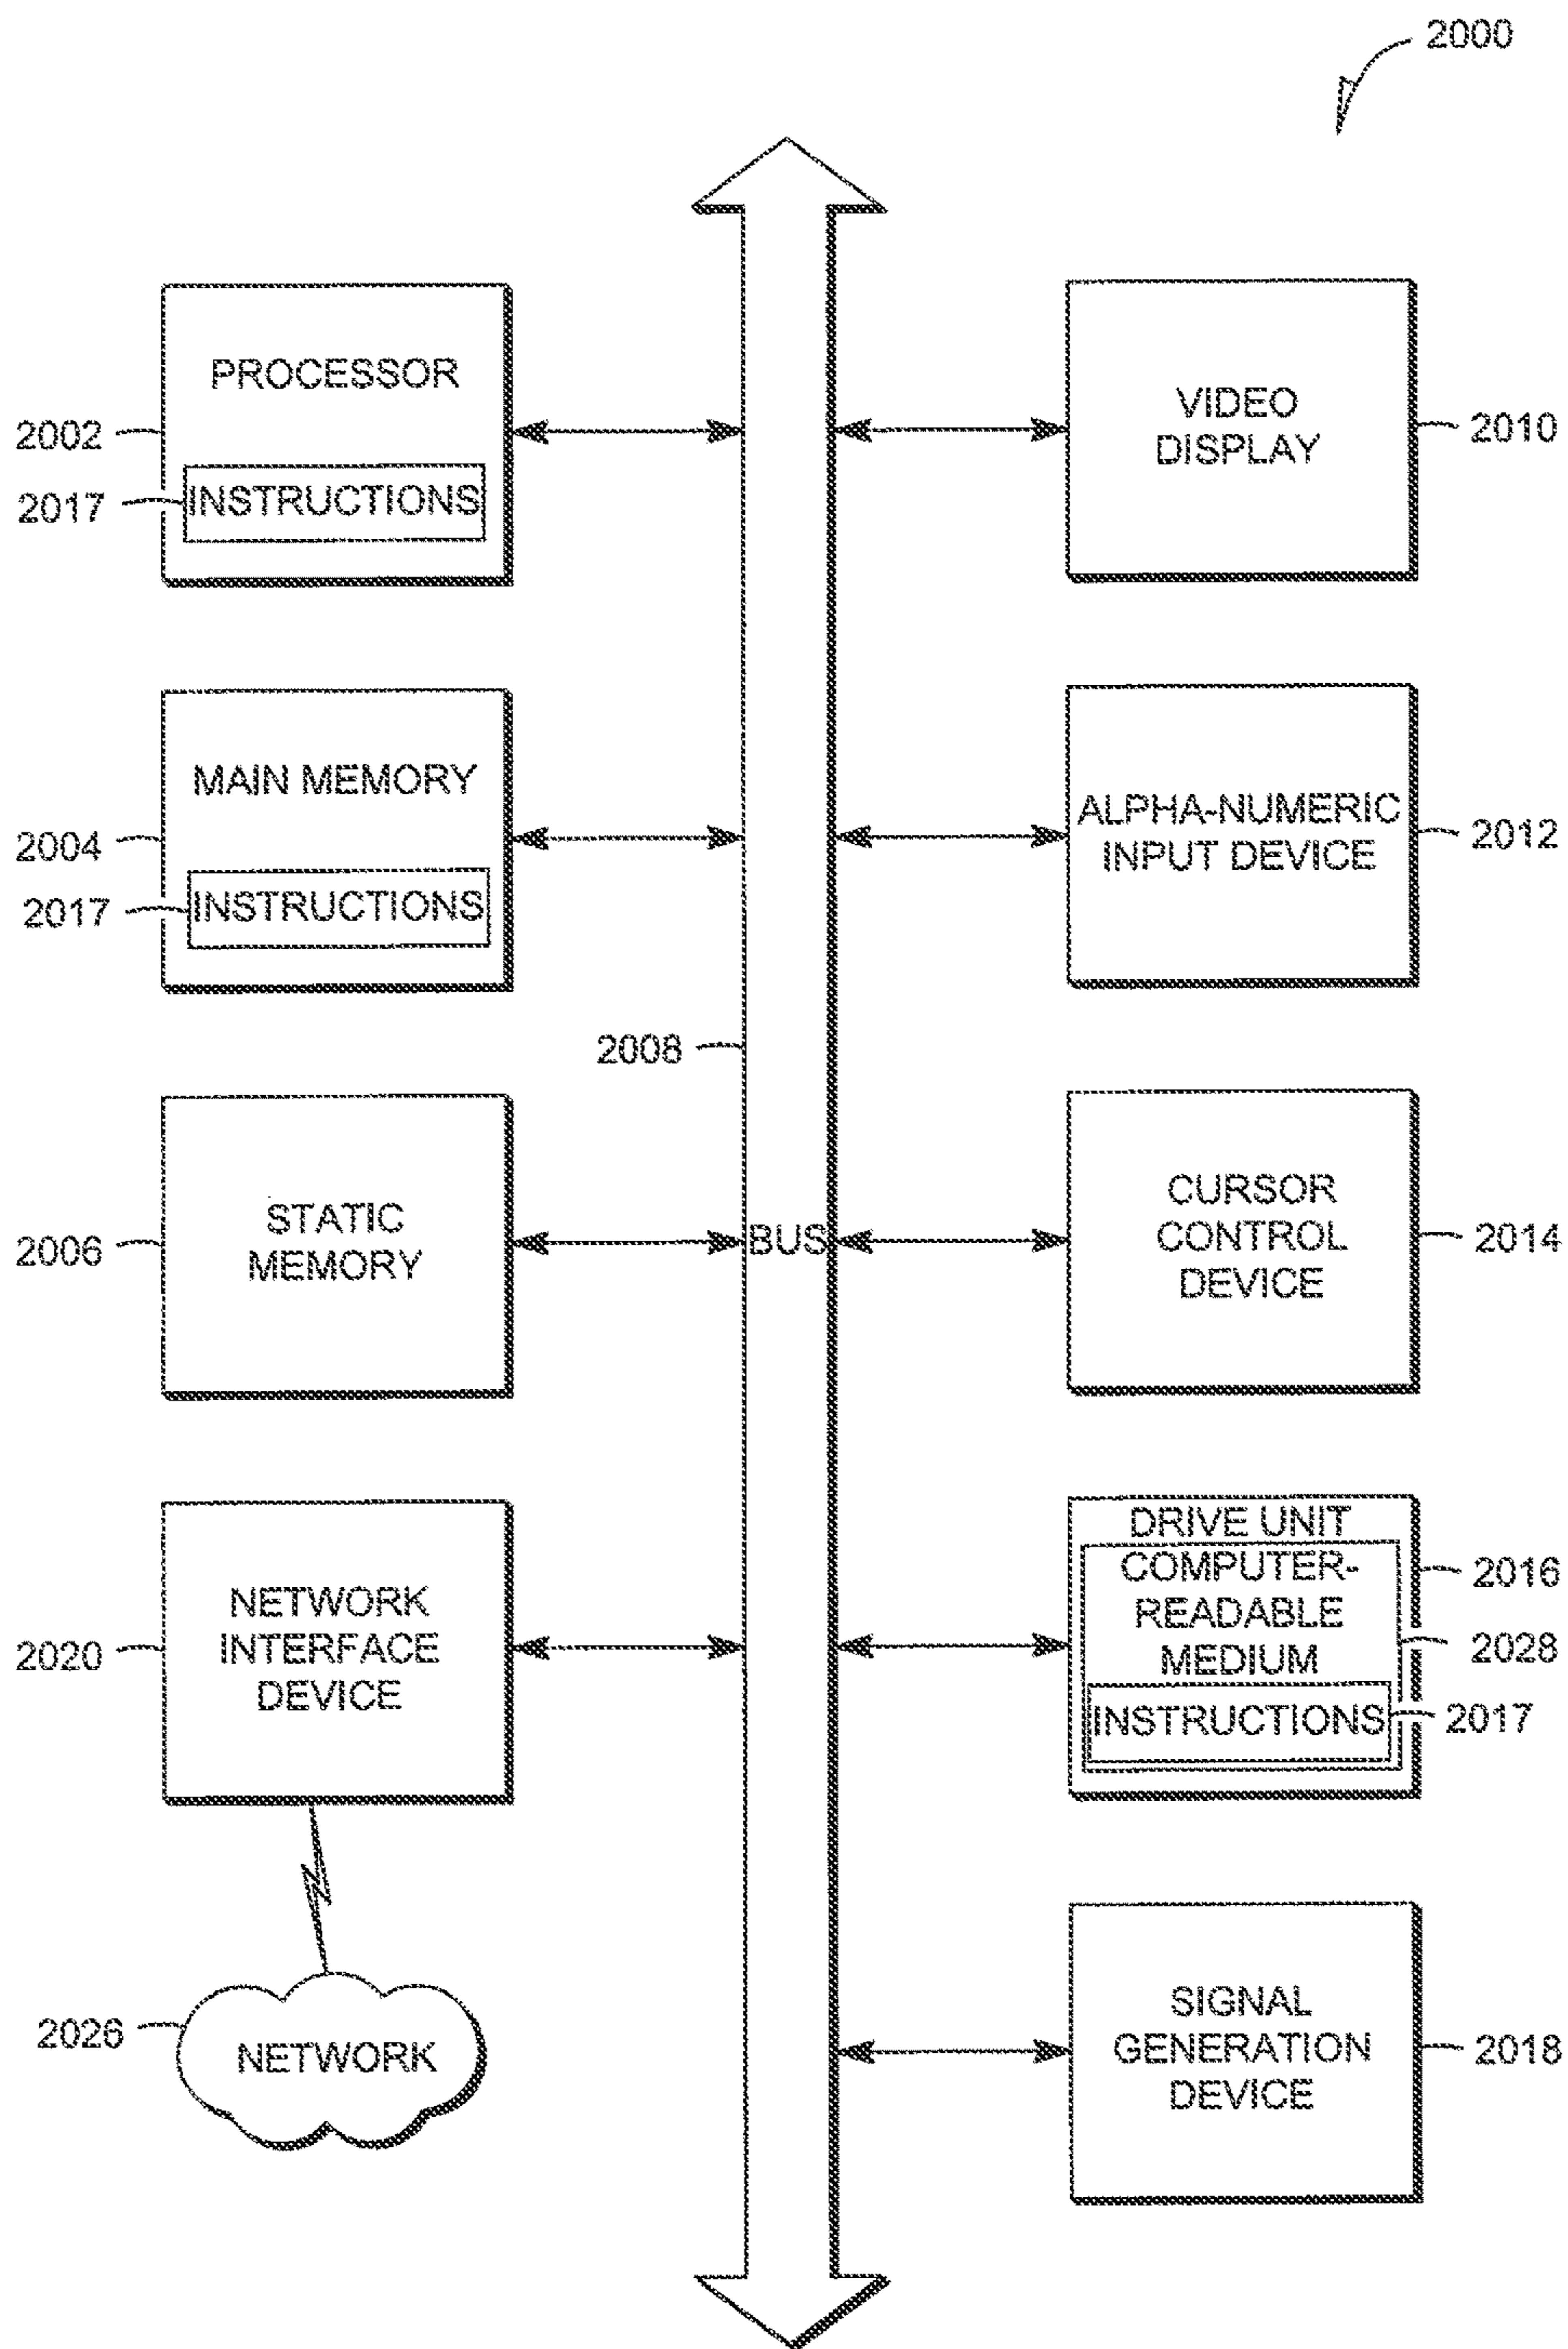 2000
PROCESSOR
2002
2017
INSTRUCTIONS
VIDEO
DISPLAY
2010
MAIN MEMORY
2004
2017
INSTRUCTIONS
ALPHA-NUMERIC
INPUT DEVICE
2012
2008
STATIC
MEMORY
2006
BUS
CURSOR
CONTROL
DEVICE
2014
NETWORK
INTERFACE
DEVICE
2020
DRIVE UNIT
COMPUTER-
READABLE
MEDIUM
INSTRUCTIONS
2016
2028
2017
2026
NETWORK
SIGNAL
GENERATION
DEVICE
2018